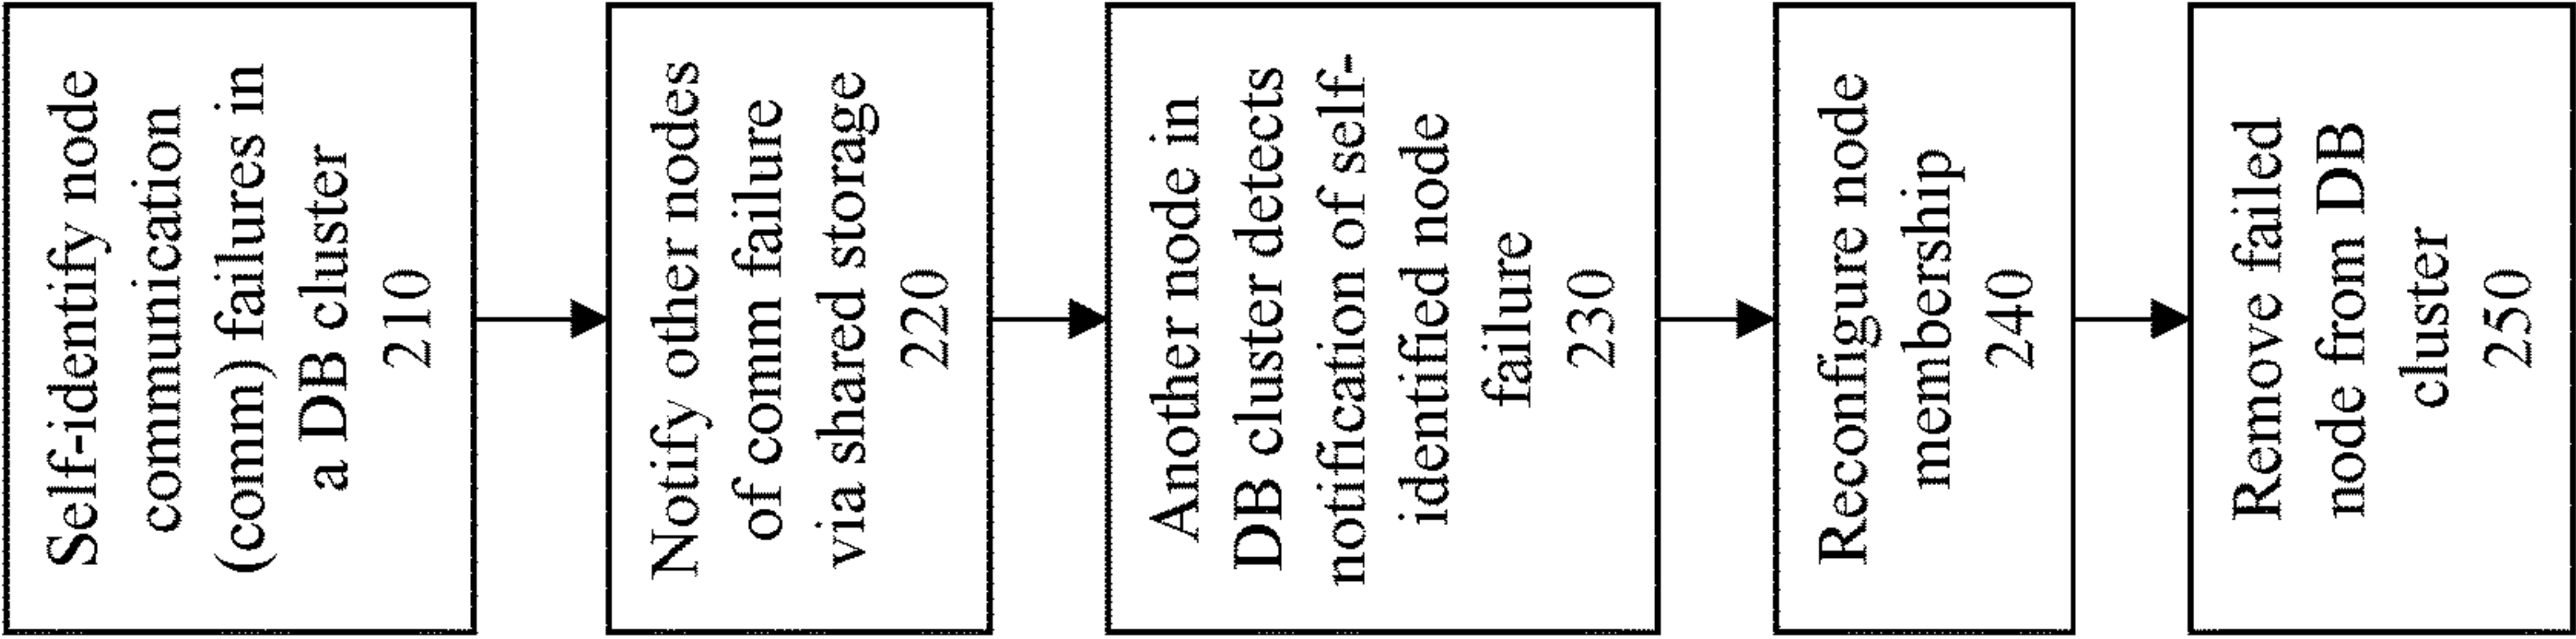 Self-identify node
communication
(comm) failures in
a DB cluster
210
Notify other nodes
of comm failure
via shared storage
220
Another node in
DB cluster detects
notification of self-
identified node
failure
230
Reconfigure node
membership
240
Remove failed
node from DB
cluster
250